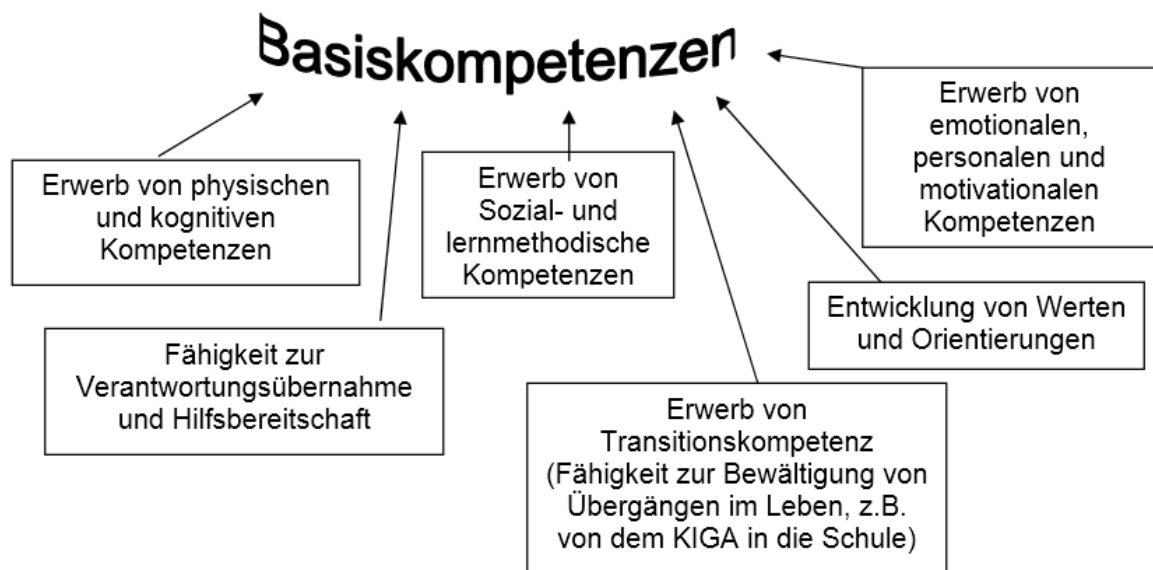 Basiskompetenzen
Erwerb von physischen
und kognitiven
Kompetenzen
Fähigkeit zur
Verantwortungsübernahme
und Hilfsbereitschaft
Erwerb von
Sozial- und
lernmethodische
Kompetenzen
Erwerb von
Transitionskompetenz
(Fähigkeit zur Bewältigung von
Übergängen im Leben, z.B.
von dem KIGA in die Schule)
Entwicklung von Werten
und Orientierungen
Erwerb von
emotionalen,
personalen und
motivationalen
Kompetenzen